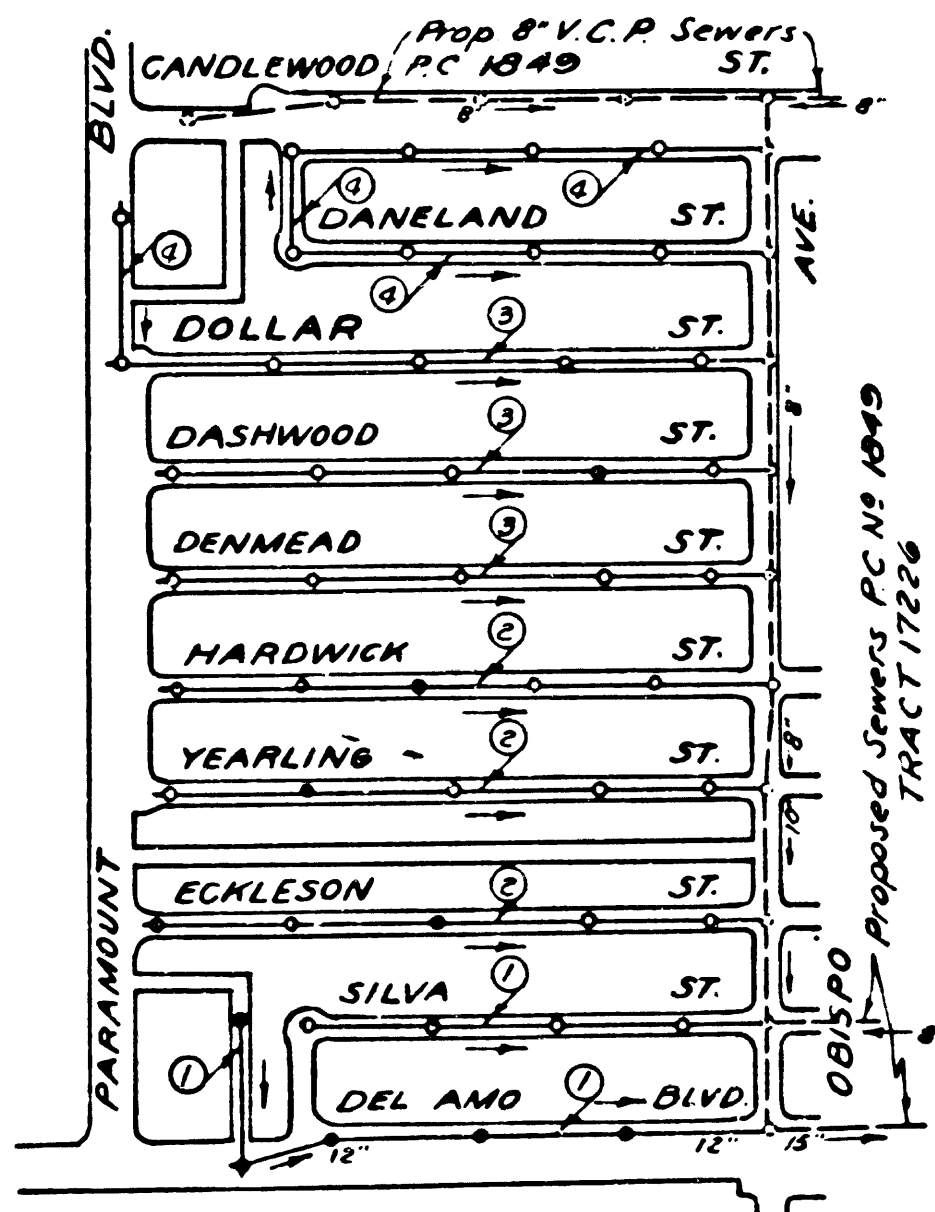 Prop 8" V.C.P. Sewers
P.C 1849
CANDLEWOOD ST.
8"
8"
BLVD.
4
4
4
4
DANELAND ST.
AVE.
3
DOLLAR ST.
3
8"
DASHWOOD ST.
3
DENMEAD ST.
2
HARDWICK ST.
2
8"
YEARLING ST.
10"
2
ECKLESON ST.
1
SILVA ST.
PARAMOUNT
OBISPO
Proposed Sewers P.C Nº 1849
TRACT 17226
8"
1
1
DEL AMO BLVD.
12"
12"
15"